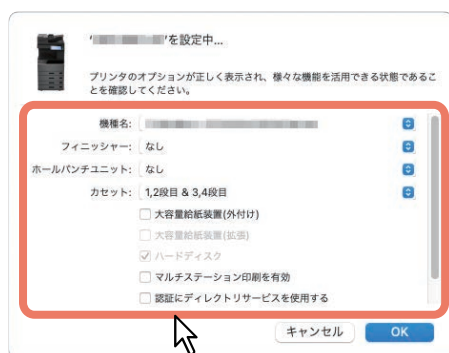 'を設定中...
プリンタのオプションが正しく表示され、様々な機能を活用できる状態であるこ
とを確認してください。
機種名:
フィニッシャー: なし
ホールパンチユニット: なし
カセット: 1,2段目 & 3,4段目
大容量給紙装置(外付け)
大容量給紙装置(拡張)
ハードディスク
マルチステーション印刷を有効
認証にディレクトリサービスを使用する
キャンセル OK